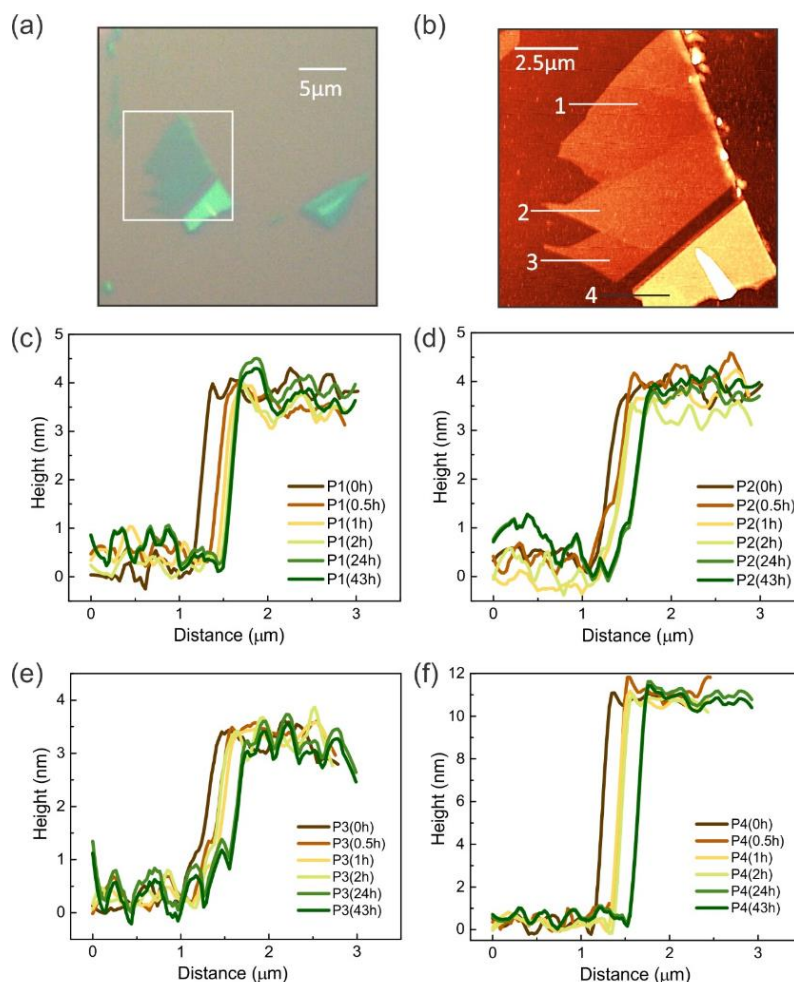 (a)
5μm
(b)
2.5μm
1
2
3
4
(c)
5
4
3
2
1
0
Height (nm)
P1(0h)
P1(0.5h)
P1(1h)
P1(2h)
P1(24h)
P1(43h)
0 1 2 3
Distance (μm)
(d)
5
4
3
2
1
0
Height (nm)
P2(0h)
P2(0.5h)
P2(1h)
P2(2h)
P2(24h)
P2(43h)
0 1 2 3
Distance (μm)
(e)
4
3
2
1
0
Height (nm)
P3(0h)
P3(0.5h)
P3(1h)
P3(2h)
P3(24h)
P3(43h)
0 1 2 3
Distance (μm)
(f)
12
10
8
6
4
2
0
Height (nm)
P4(0h)
P4(0.5h)
P4(1h)
P4(2h)
P4(24h)
P4(43h)
0 1 2 3
Distance (μm)